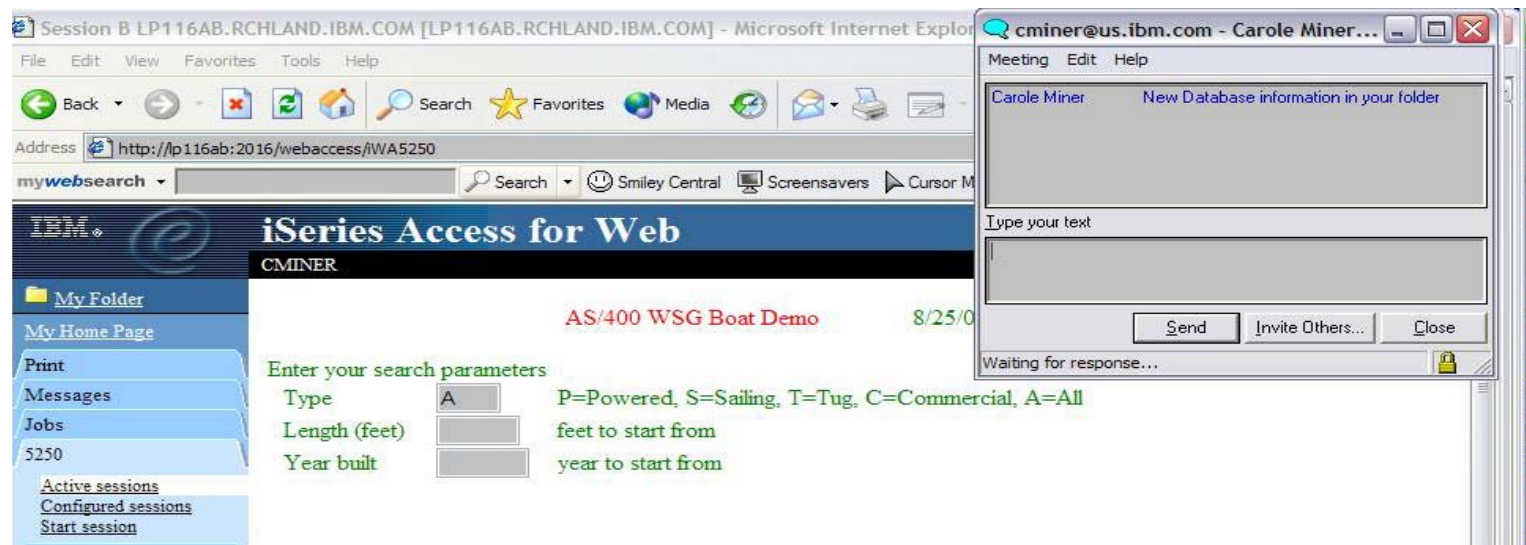 Session B LP116AB.RCHLAND.IBM.COM [LP116AB.RCHLAND.IBM.COM] - Microsoft Internet Explor
File Edit View Favorites Tools Help
Back Search Favorites Media
Address http://lp116ab:2016/webaccess/iWA5250
mywebsearch Search Smiley Central Screensavers Cursor M
IBM. iSeries Access for Web
CMINER
My Folder
My Home Page
Print
Messages
Jobs
5250
Active sessions
Configured sessions
Start session
AS/400 WSG Boat Demo 8/25/0
Enter your search parameters
Type A P=Powered, S=Sailing, T=Tug, C=Commercial, A=All
Length (feet) feet to start from
Year built year to start from
cminer@us.ibm.com - Carole Miner...
Meeting Edit Help
Carole Miner New Database information in your folder
Type your text
Send Invite Others... Close
Waiting for response...